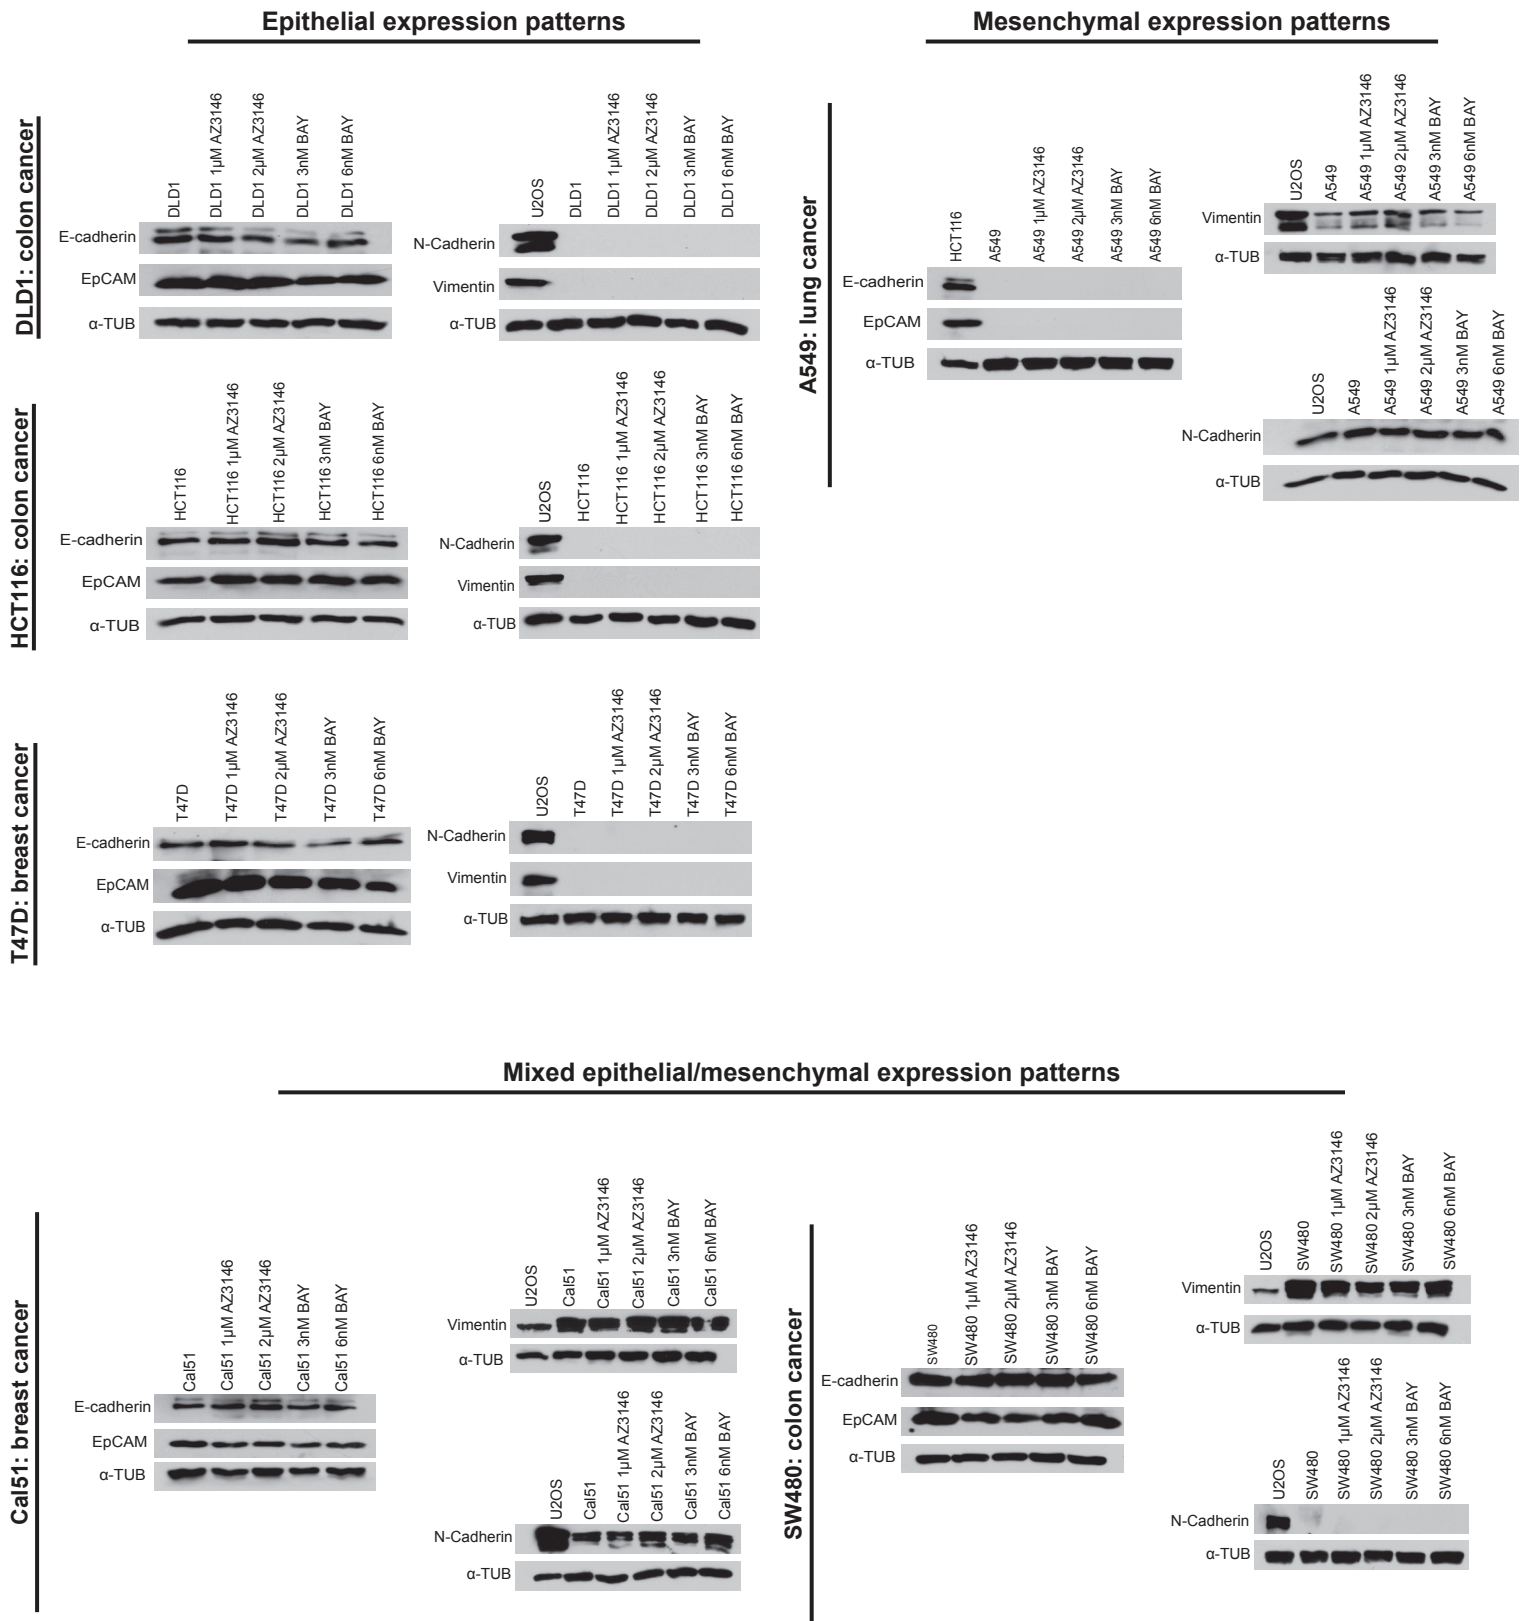 Epithelial expression patterns
Mesenchymal expression patterns
DLD1: colon cancer
DLD1
DLD1 1µM AZ3146
DLD1 2µM AZ3146
DLD1 3nM BAY
DLD1 6nM BAY
E-cadherin
EpCAM
α-TUB
U2OS
DLD1
DLD1 1µM AZ3146
DLD1 2µM AZ3146
DLD1 3nM BAY
DLD1 6nM BAY
N-Cadherin
Vimentin
α-TUB
HCT116: colon cancer
HCT116
HCT116 1µM AZ3146
HCT116 2µM AZ3146
HCT116 3nM BAY
HCT116 6nM BAY
E-cadherin
EpCAM
α-TUB
U2OS
HCT116
HCT116 1µM AZ3146
HCT116 2µM AZ3146
HCT116 3nM BAY
HCT116 6nM BAY
N-Cadherin
Vimentin
α-TUB
T47D: breast cancer
T47D
T47D 1µM AZ3146
T47D 2µM AZ3146
T47D 3nM BAY
T47D 6nM BAY
E-cadherin
EpCAM
α-TUB
U2OS
T47D
T47D 1µM AZ3146
T47D 2µM AZ3146
T47D 3nM BAY
T47D 6nM BAY
N-Cadherin
Vimentin
α-TUB
A549: lung cancer
HCT116
A549
A549 1µM AZ3146
A549 2µM AZ3146
A549 3nM BAY
A549 6nM BAY
E-cadherin
EpCAM
α-TUB
U2OS
A549
A549 1µM AZ3146
A549 2µM AZ3146
A549 3nM BAY
A549 6nM BAY
Vimentin
α-TUB
U2OS
A549
A549 1µM AZ3146
A549 2µM AZ3146
A549 3nM BAY
A549 6nM BAY
N-Cadherin
α-TUB
Mixed epithelial/mesenchymal expression patterns
Cal51: breast cancer
Cal51
Cal51 1µM AZ3146
Cal51 2µM AZ3146
Cal51 3nM BAY
Cal51 6nM BAY
E-cadherin
EpCAM
α-TUB
U2OS
Cal51
Cal51 1µM AZ3146
Cal51 2µM AZ3146
Cal51 3nM BAY
Cal51 6nM BAY
Vimentin
α-TUB
U2OS
Cal51
Cal51 1µM AZ3146
Cal51 2µM AZ3146
Cal51 3nM BAY
Cal51 6nM BAY
N-Cadherin
α-TUB
SW480: colon cancer
SW480
SW480 1µM AZ3146
SW480 2µM AZ3146
SW480 3nM BAY
SW480 6nM BAY
E-cadherin
EpCAM
α-TUB
U2OS
SW480
SW480 1µM AZ3146
SW480 2µM AZ3146
SW480 3nM BAY
SW480 6nM BAY
Vimentin
α-TUB
U2OS
SW480
SW480 1µM AZ3146
SW480 2µM AZ3146
SW480 3nM BAY
SW480 6nM BAY
N-Cadherin
α-TUB